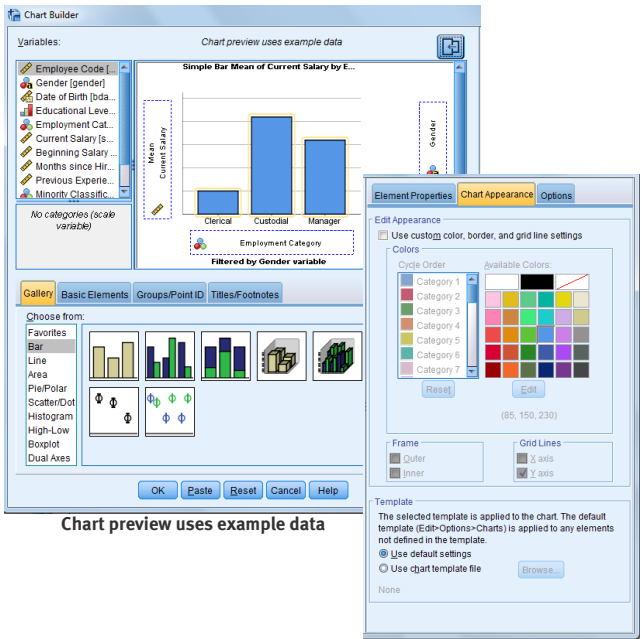 Chart Builder
Variables:
Chart preview uses example data
Employee Code [...
Gender [gender]
Date of Birth [bda...
Educational Leve...
Employment Cat...
Current Salary [s...
Beginning Salary ...
Months since Hir...
Previous Experie...
Minority Classific...
No categories (scale
variable)
Simple Bar Mean of Current Salary by E...
Mean
Current Salary
Gender
Clerical Custodial Manager
Employment Category
Filtered by Gender variable
Gallery Basic Elements Groups/Point ID Titles/Footnotes
Choose from:
Favorites
Bar
Line
Area
Pie/Polar
Scatter/Dot
Histogram
High-Low
Boxplot
Dual Axes
OK Paste Reset Cancel Help
Chart preview uses example data
Element Properties Chart Appearance Options
Edit Appearance
Use custom color, border, and grid line settings
Colors
Cycle Order Available Colors:
Category 1
Category 2
Category 3
Category 4
Category 5
Category 6
Category 7
Reset Edit
(85, 150, 230)
Frame Grid Lines
Outer X axis
Inner Y axis
Template
The selected template is applied to the chart. The default
template (Edit>Options>Charts) is applied to any elements
not defined in the template.
Use default settings
Use chart template file Browse...
None